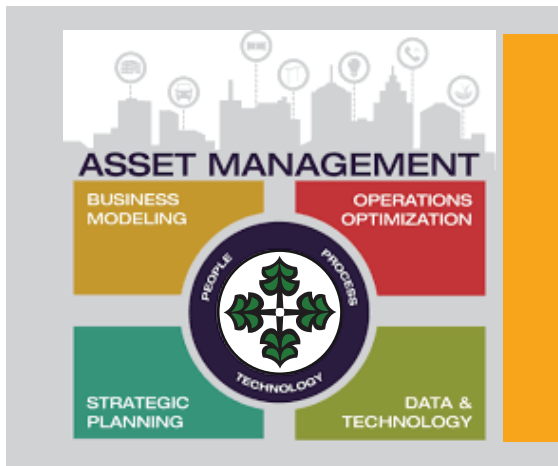 ASSET MANAGEMENT
BUSINESS
MODELING
OPERATIONS
OPTIMIZATION
PEOPLE
PROCESS
TECHNOLOGY
STRATEGIC
PLANNING
DATA &
TECHNOLOGY